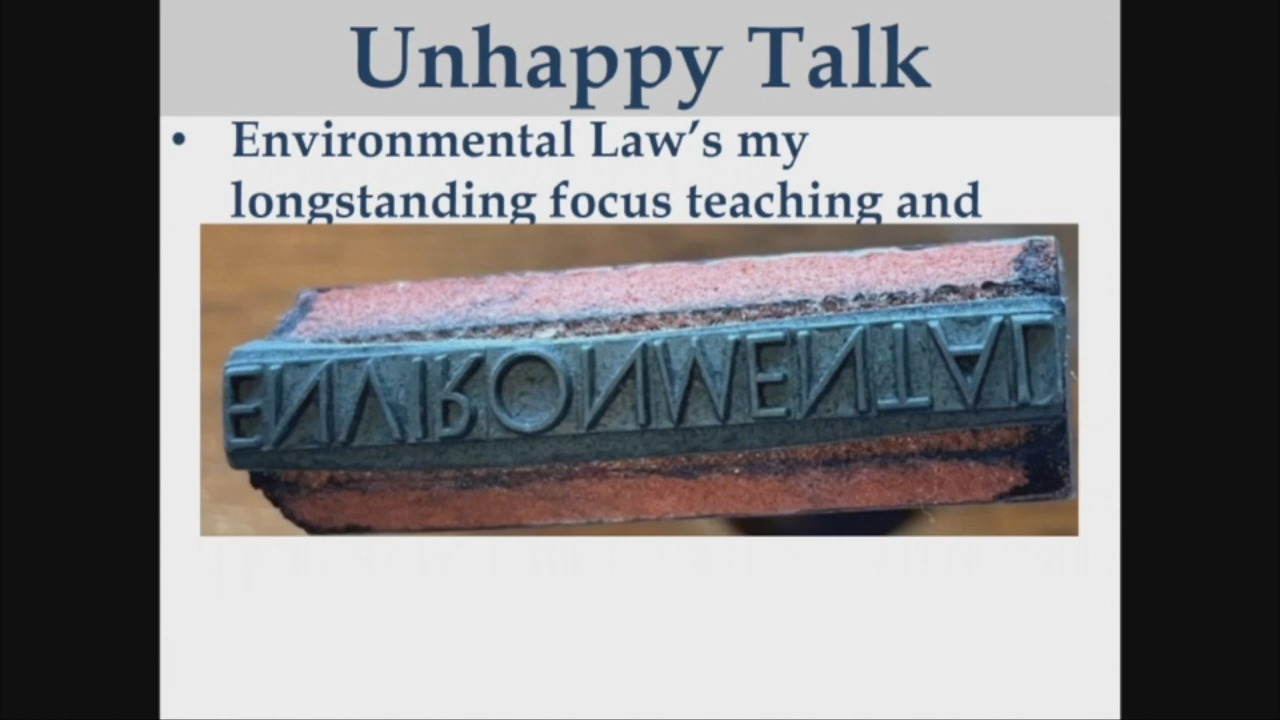 Unhappy Talk
• Environmental Law’s my
longstanding focus teaching and
ENVIRONMENTAL